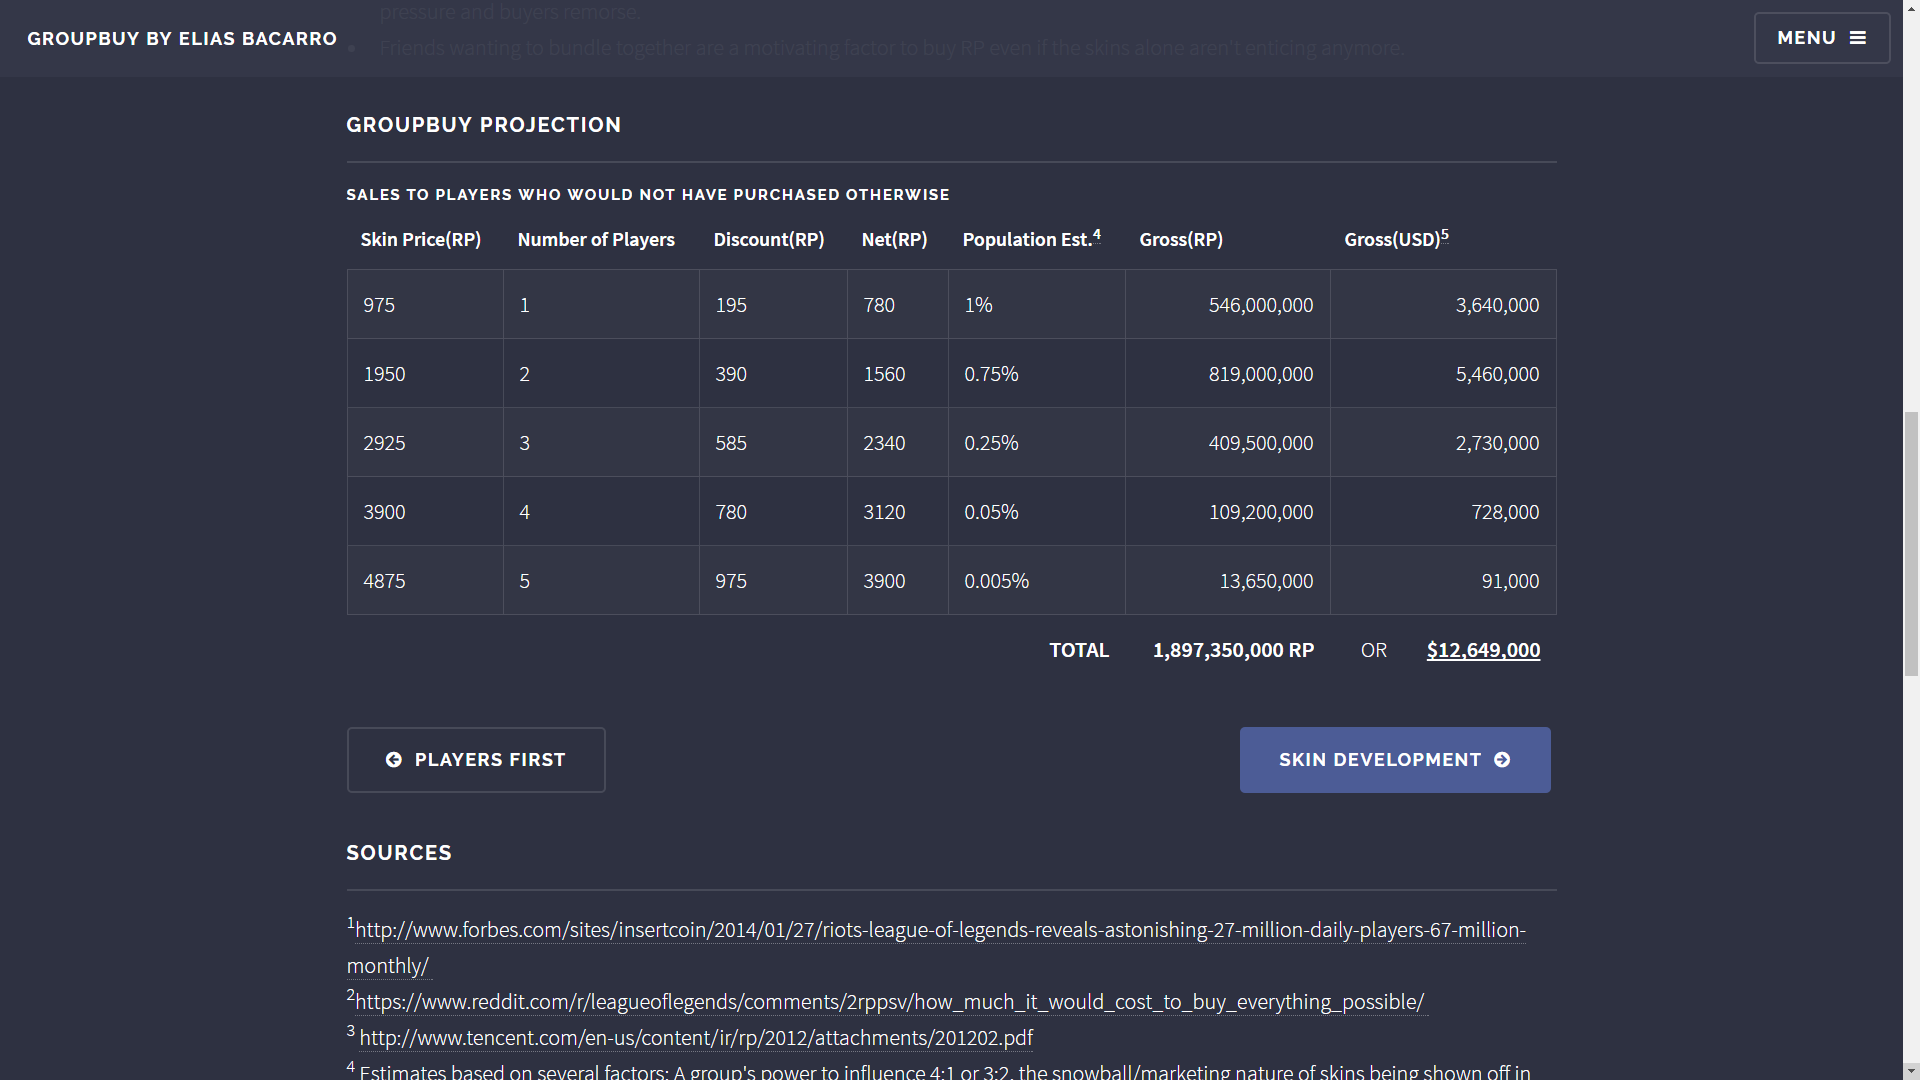 pressure and buyers remorse.
GROUPBUY BY ELIAS BACARRO
MENU
Friends wanting to bundle together are a motivating factor to buy RP even if the skins alone aren't enticing anymore.
GROUPBUY PROJECTION
SALES TO PLAYERS WHO WOULD NOT HAVE PURCHASED OTHERWISE
Skin Price(RP) Number of Players Discount(RP) Net(RP) Population Est.4 Gross(RP) Gross(USD)5
975 1 195 780 1% 546,000,000 3,640,000
1950 2 390 1560 0.75% 819,000,000 5,460,000
2925 3 585 2340 0.25% 409,500,000 2,730,000
3900 4 780 3120 0.05% 109,200,000 728,000
4875 5 975 3900 0.005% 13,650,000 91,000
TOTAL 1,897,350,000 RP OR $12,649,000
PLAYERS FIRST
SKIN DEVELOPMENT
SOURCES
1http://www.forbes.com/sites/insertcoin/2014/01/27/riots-league-of-legends-reveals-astonishing-27-million-daily-players-67-million-
monthly/
2https://www.reddit.com/r/leagueoflegends/comments/2rppsv/how_much_it_would_cost_to_buy_everything_possible/
3 http://www.tencent.com/en-us/content/ir/rp/2012/attachments/201202.pdf
4 Estimates based on several factors: A group's power to influence 4:1 or 3:2, the snowball/marketing nature of skins being shown off in